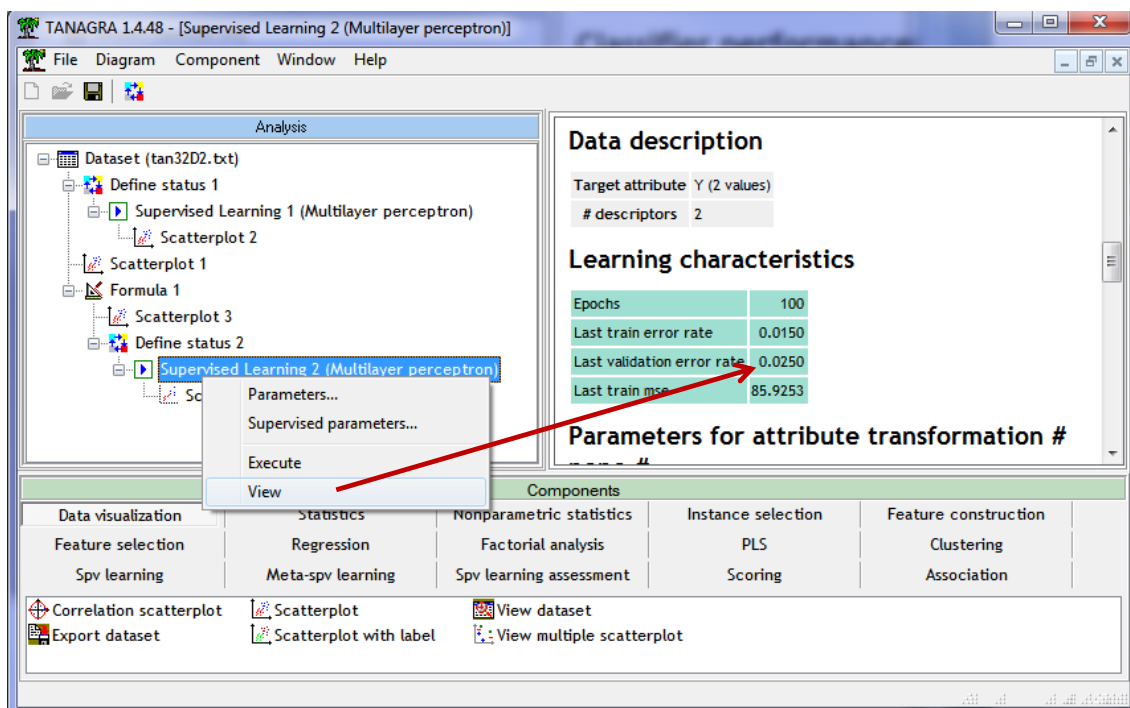 TANAGRA 1.4.48 - [Supervised Learning 2 (Multilayer perceptron)]
File Diagram Component Window Help
Analysis
Dataset (tan32D2.txt)
Define status 1
Supervised Learning 1 (Multilayer perceptron)
Scatterplot 2
Scatterplot 1
Formula 1
Scatterplot 3
Define status 2
Supervised Learning 2 (Multilayer perceptron)
Sc
Parameters...
Supervised parameters...
Execute
View
Data description
Target attribute Y (2 values)
# descriptors 2
Learning characteristics
Epochs 100
Last train error rate 0.0150
Last validation error rate 0.0250
Last train mse 85.9253
Parameters for attribute transformation #
Components
Data visualization Statistics Nonparametric statistics Instance selection Feature construction
Feature selection Regression Factorial analysis PLS Clustering
Spv learning Meta-spv learning Spv learning assessment Scoring Association
Correlation scatterplot Scatterplot View dataset
Export dataset Scatterplot with label View multiple scatterplot